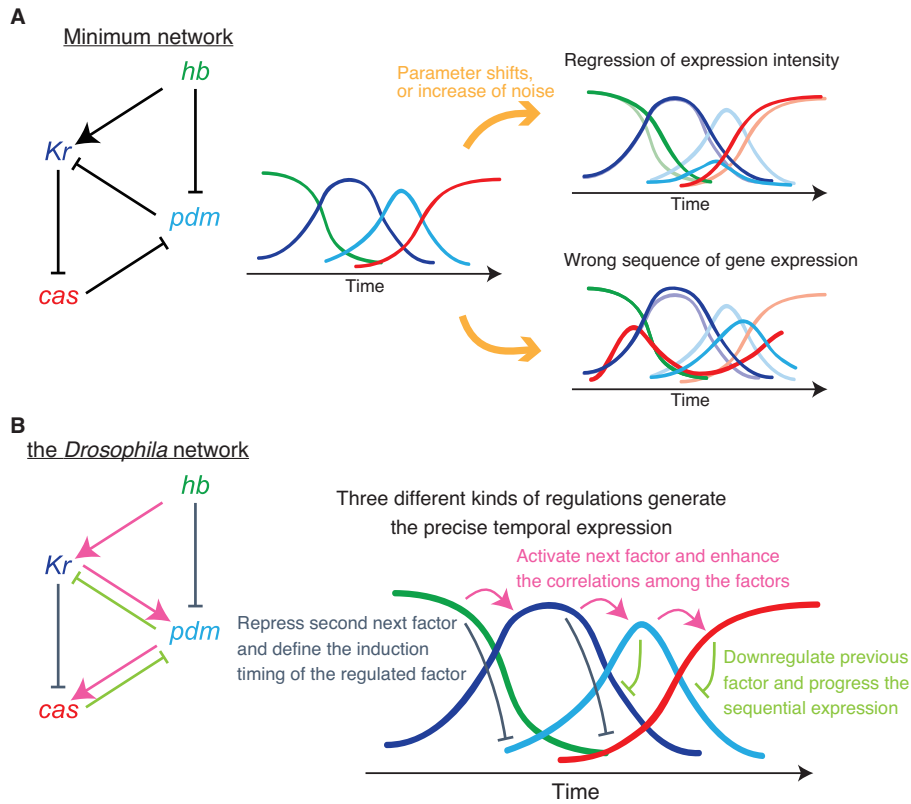 A
Minimum network
hb
Kr
pdm
cas
Time
Parameter shifts,
or increase of noise
Regression of expression intensity
Time
Wrong sequence of gene expression
Time
B
the Drosophila network
hb
Kr
pdm
cas
Three different kinds of regulations generate
the precise temporal expression
Activate next factor and enhance
the correlations among the factors
Repress second next factor
and define the induction
timing of the regulated factor
Downregulate previous
factor and progress the
sequential expression
Time